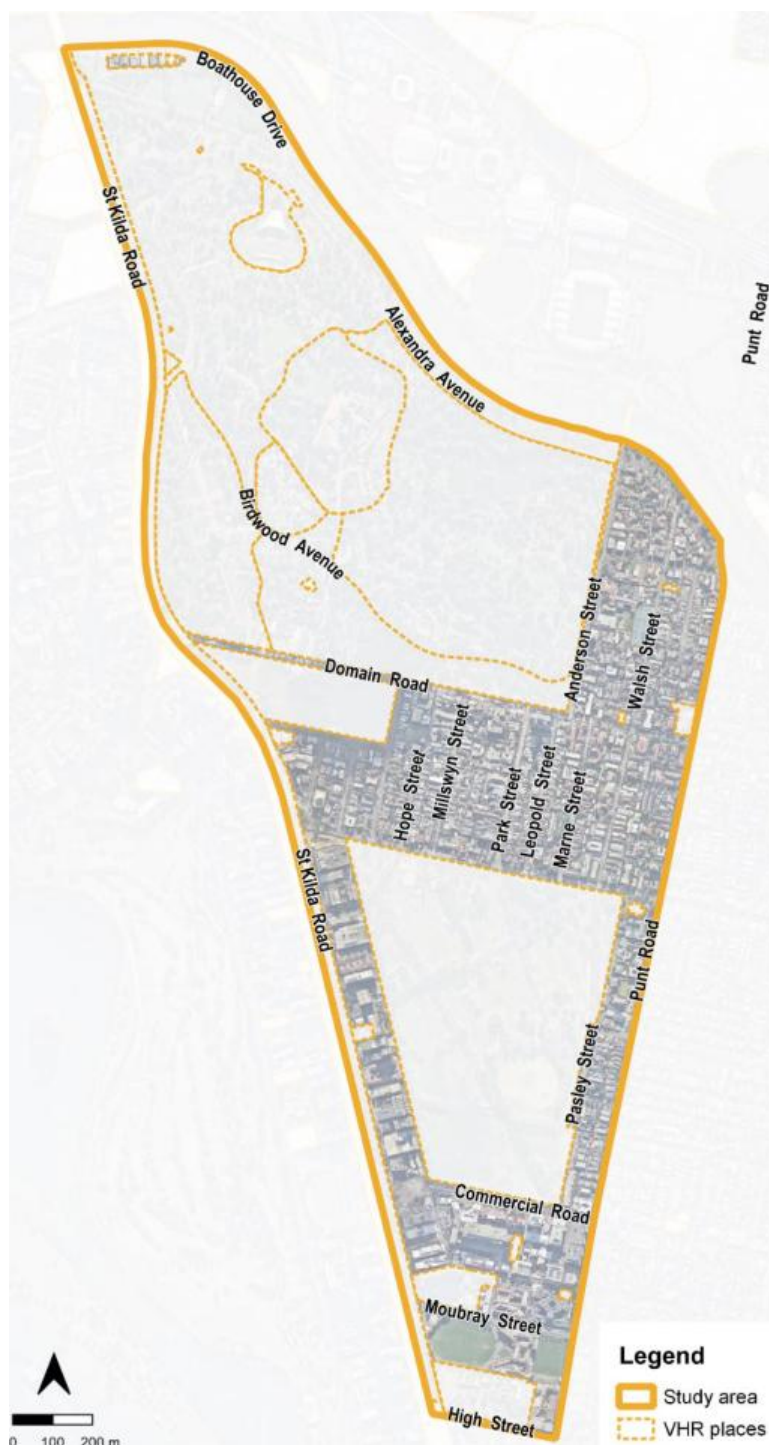 Boathouse Drive
St Kilda Road
Punt Road
Alexandra Avenue
Birdwood Avenue
Anderson Street
Walsh Street
Domain Road
Hope Street
Millswyn Street
Park Street
Leopold Street
Marne Street
St Kilda Road
Punt Road
Pasley Street
Commercial Road
Moubray Street
High Street
Legend
Study area
VHR places
0 100 200 m